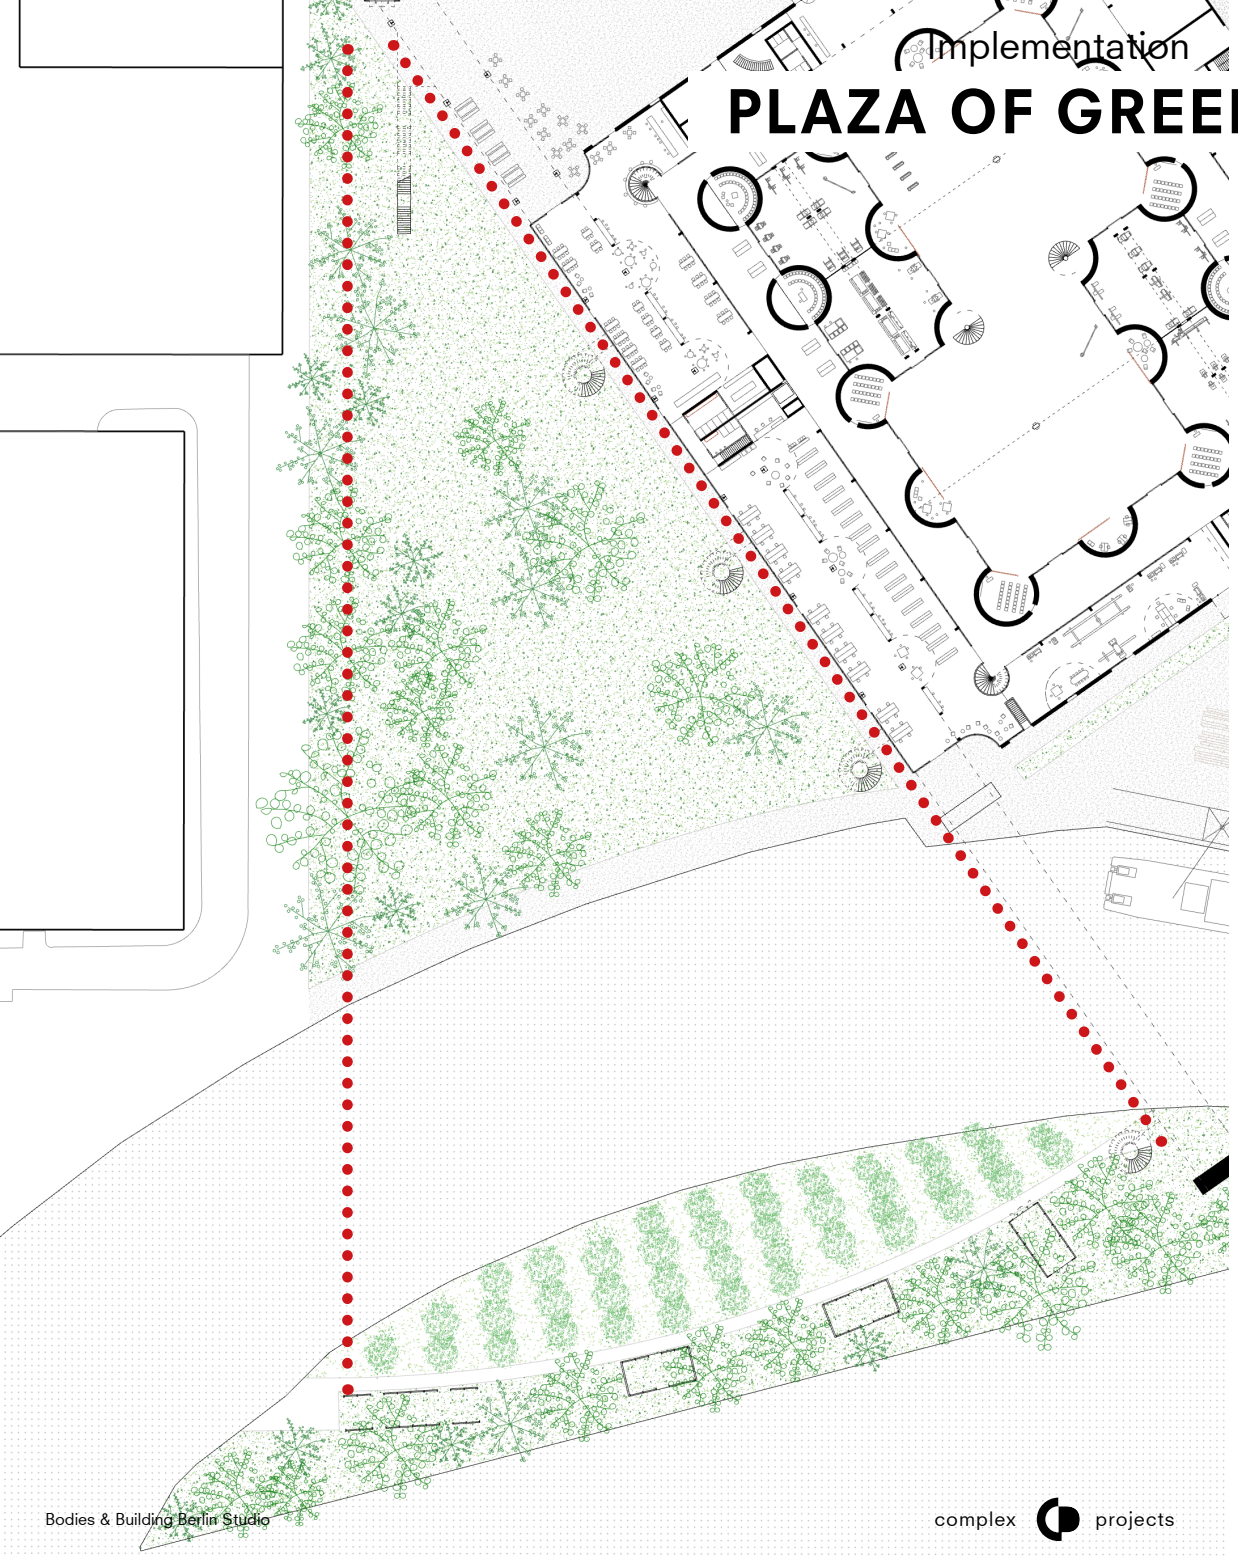 Implementation
PLAZA OF GREE
Bodies & Building Berlin Studio
complex projects